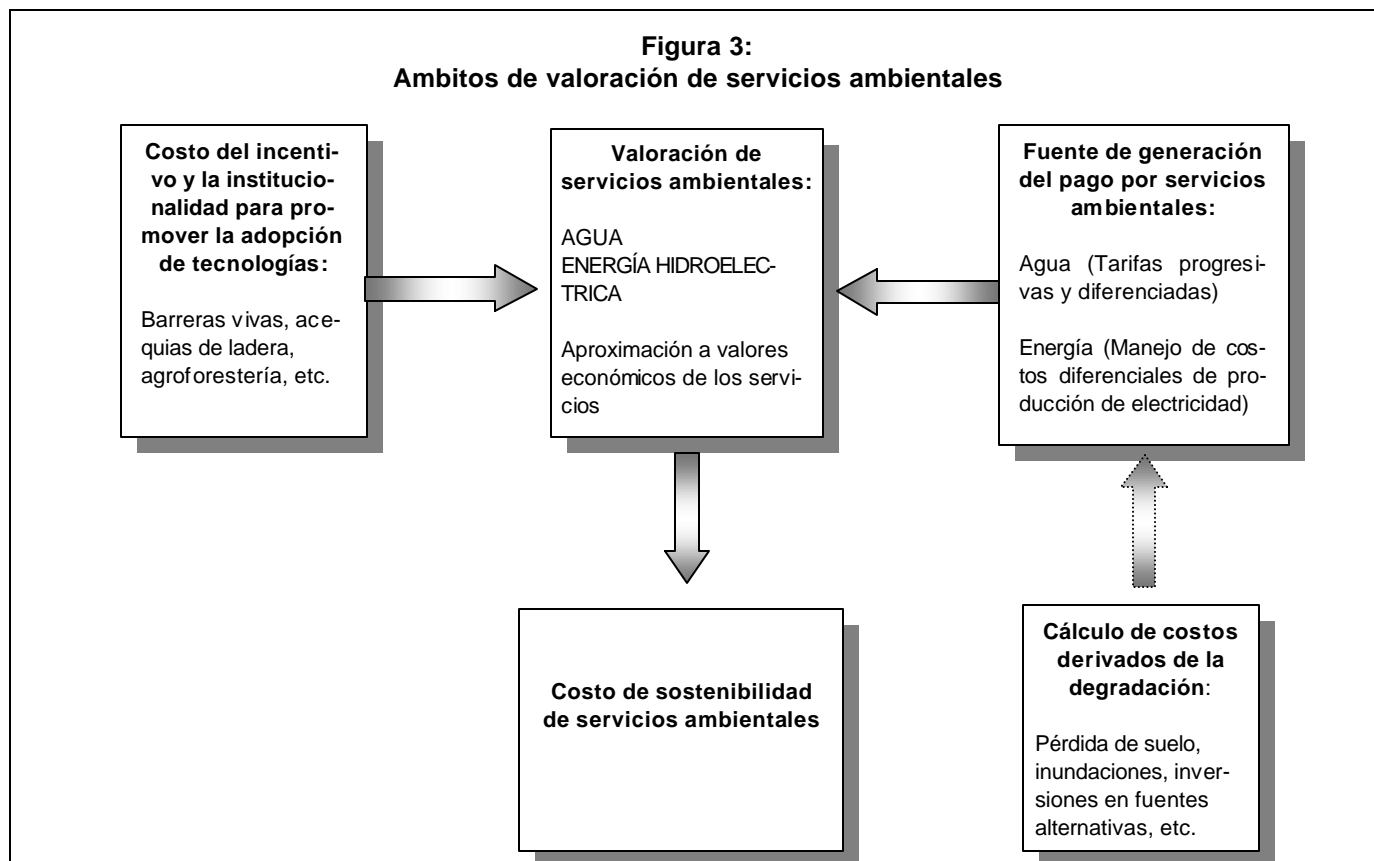 Figura 3:
Ambitos de valoración de servicios ambientales
Costo del incenti-
vo y la institucio-
nalidad para pro-
mover la adopción
de tecnologías:
Barreras vivas, ace-
quias de ladera,
agroforestería, etc.
Valoración de
servicios ambientales:
AGUA
ENERGÍA HIDROELEC-
TRICA
Aproximación a valores
económicos de los servi-
cios
Fuente de generación
del pago por servicios
ambientales:
Agua (Tarifas progresi-
vas y diferenciadas)
Energía (Manejo de cos-
tos diferenciales de pro-
ducción de electricidad)
Costo de sostenibilidad
de servicios ambientales
Cálculo de costos
derivados de la
degradación:
Pérdida de suelo,
inundaciones, inver-
siones en fuentes
alternativas, etc.